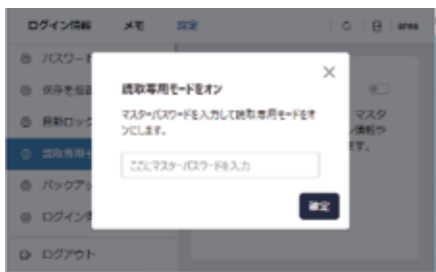 ログイン情報 メモ 設定 area
パスワード
保存を拒否
自動ロック
読取専用モ
バックアッ
ログイン
ログアウト
読取専用モードをオン
マスターパスワードを入力して読取専用モードをオ
ンにします。
ここにマスターパスワードを入力
確定
マスタ
ン情報や
ます。